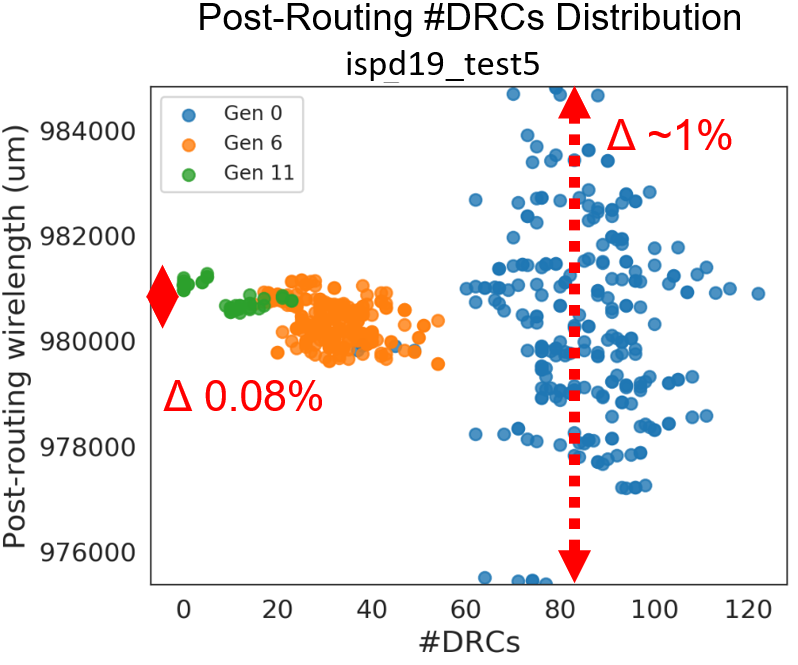 Post-Routing #DRCs Distribution
ispd19_test5
Gen 0
Gen 6
Gen 11
Δ ~1%
Δ 0.08%
Post-routing wirelength (um)
984000
982000
980000
978000
976000
0 20 40 60 80 100 120
#DRCs